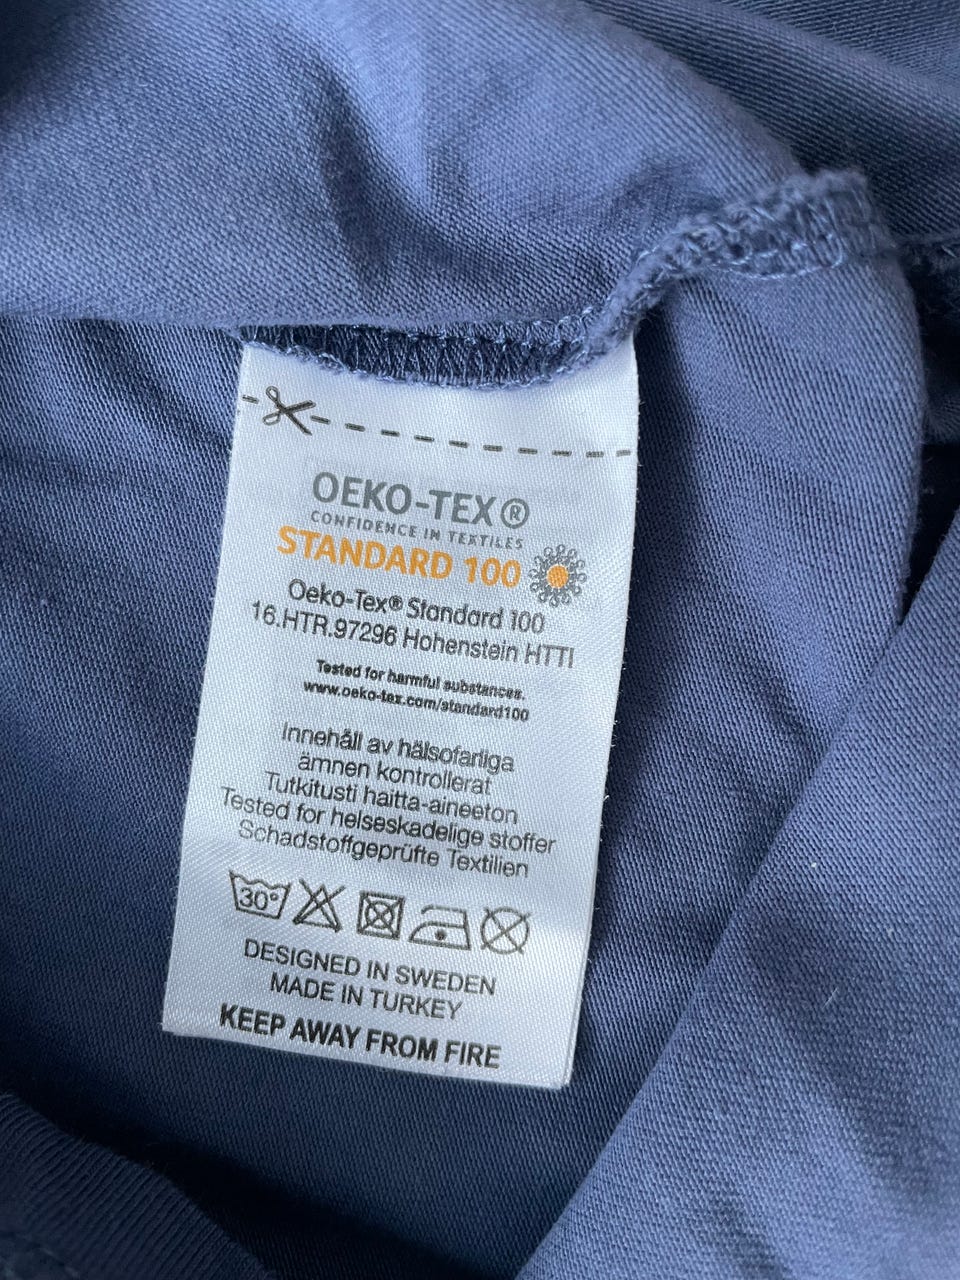 OEKO-TEX®
CONFIDENCE IN TEXTILES
STANDARD 100
Oeko-Tex® Standard 100
16.HTR.97296 Hohenstein HTTI
Tested for harmful substances.
www.oeko-tex.com/standard100
Innehåll av hälsofarliga
ämnen kontrollerat
Tutkitusti haitta-aineeton
Tested for helseskadelige stoffer
Schadstoffgeprüfte Textilien
30°
DESIGNED IN SWEDEN
MADE IN TURKEY
KEEP AWAY FROM FIRE